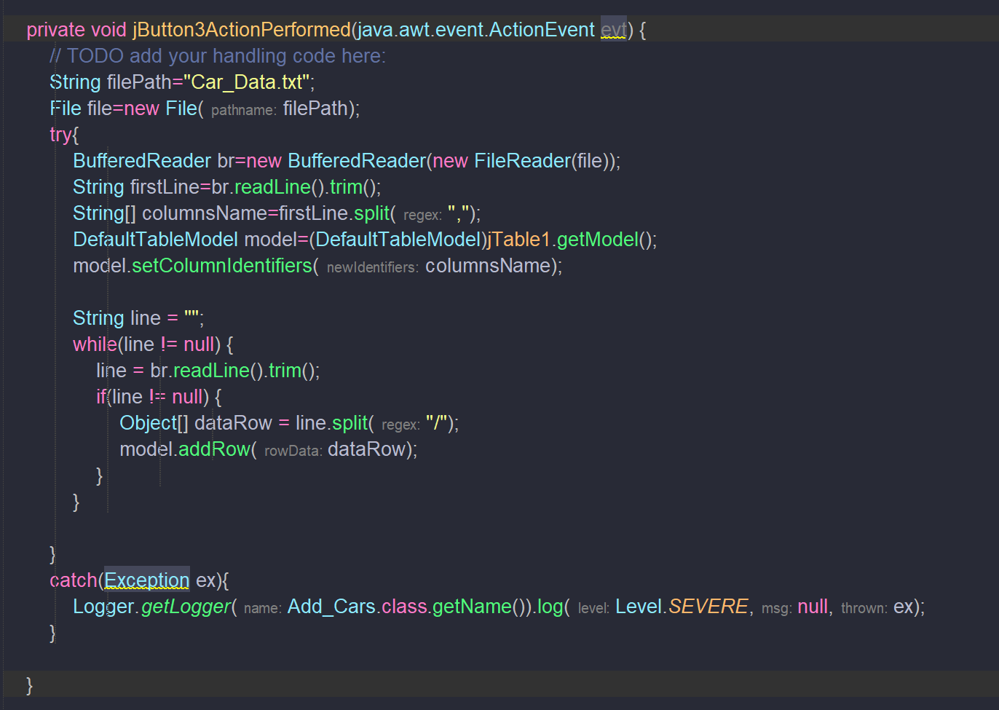 private void jButton3ActionPerformed(java.awt.event.ActionEvent evt) {
// TODO add your handling code here:
String filePath="Car_Data.txt";
File file=new File( pathname: filePath);
try{
BufferedReader br=new BufferedReader(new FileReader(file));
String firstLine=br.readLine().trim();
String[] columnsName=firstLine.split( regex: ",");
DefaultTableModel model=(DefaultTableModel)jTable1.getModel();
model.setColumnIdentifiers( newIdentifiers: columnsName);
String line = "";
while(line != null) {
line = br.readLine().trim();
if(line != null) {
Object[] dataRow = line.split( regex: "/");
model.addRow( rowData: dataRow);
}
}
}
catch(Exception ex){
Logger.getLogger( name: Add_Cars.class.getName()).log( level: Level.SEVERE, msg: null, thrown: ex);
}
}